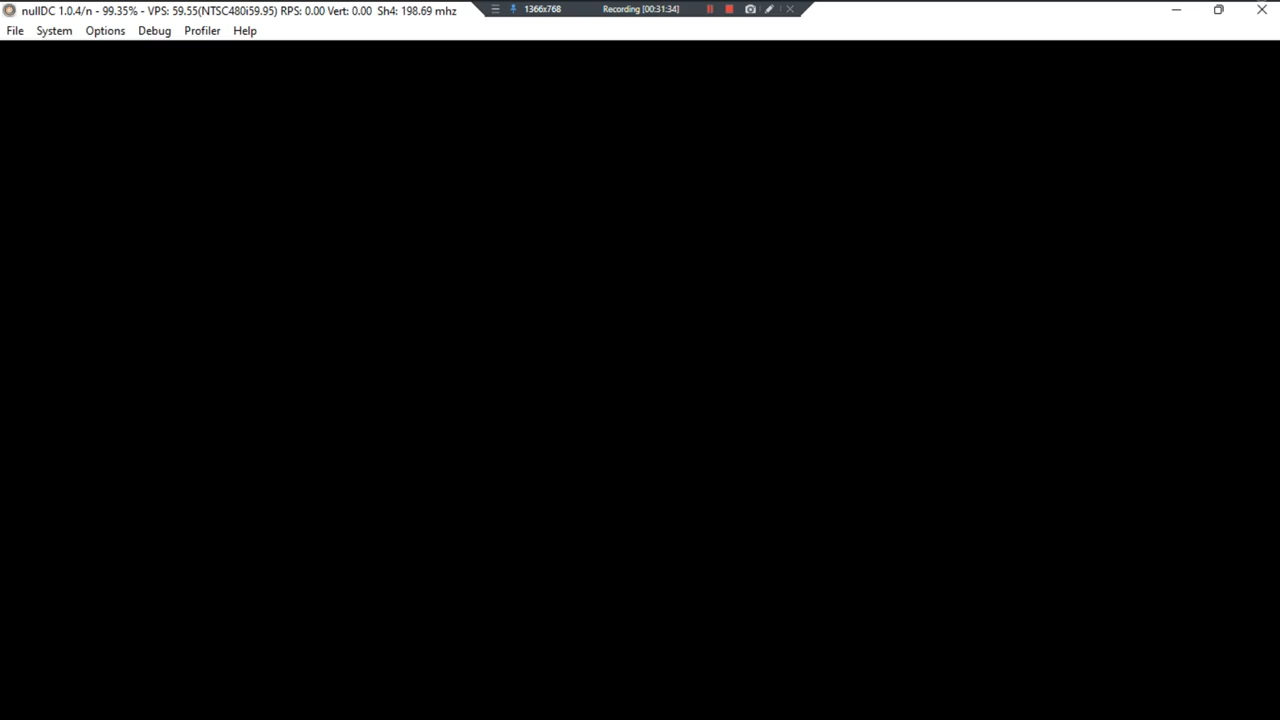 nullDC 1.0.4/n - 99.35% - VPS: 59.55(NTSC480i59.95) RPS: 0.00 Vert: 0.00 Sh4: 198.69 mhz
1366x768
Recording [00:31:34]
File System Options Debug Profiler Help